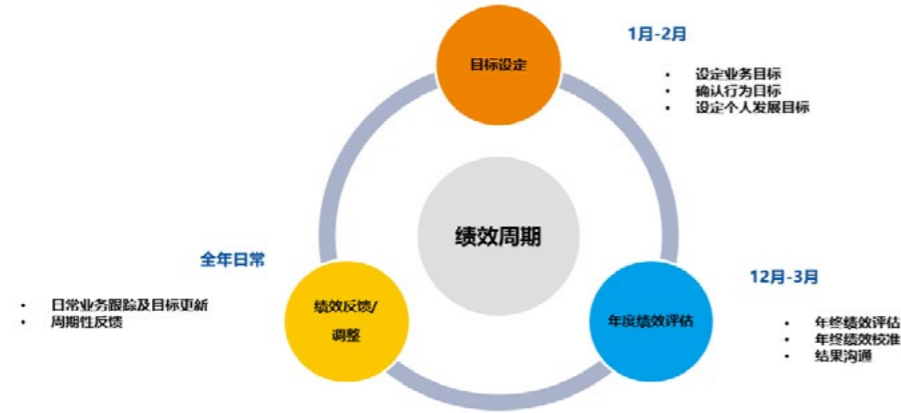 目标设定
1月-2月
• 设定业务目标
• 确认行为目标
• 设定个人发展目标
绩效周期
全年日常
• 日常业务跟踪及目标更新
• 周期性反馈
绩效反馈/
调整
年度绩效评估
12月-3月
• 年终绩效评估
• 年终绩效校准
• 结果沟通